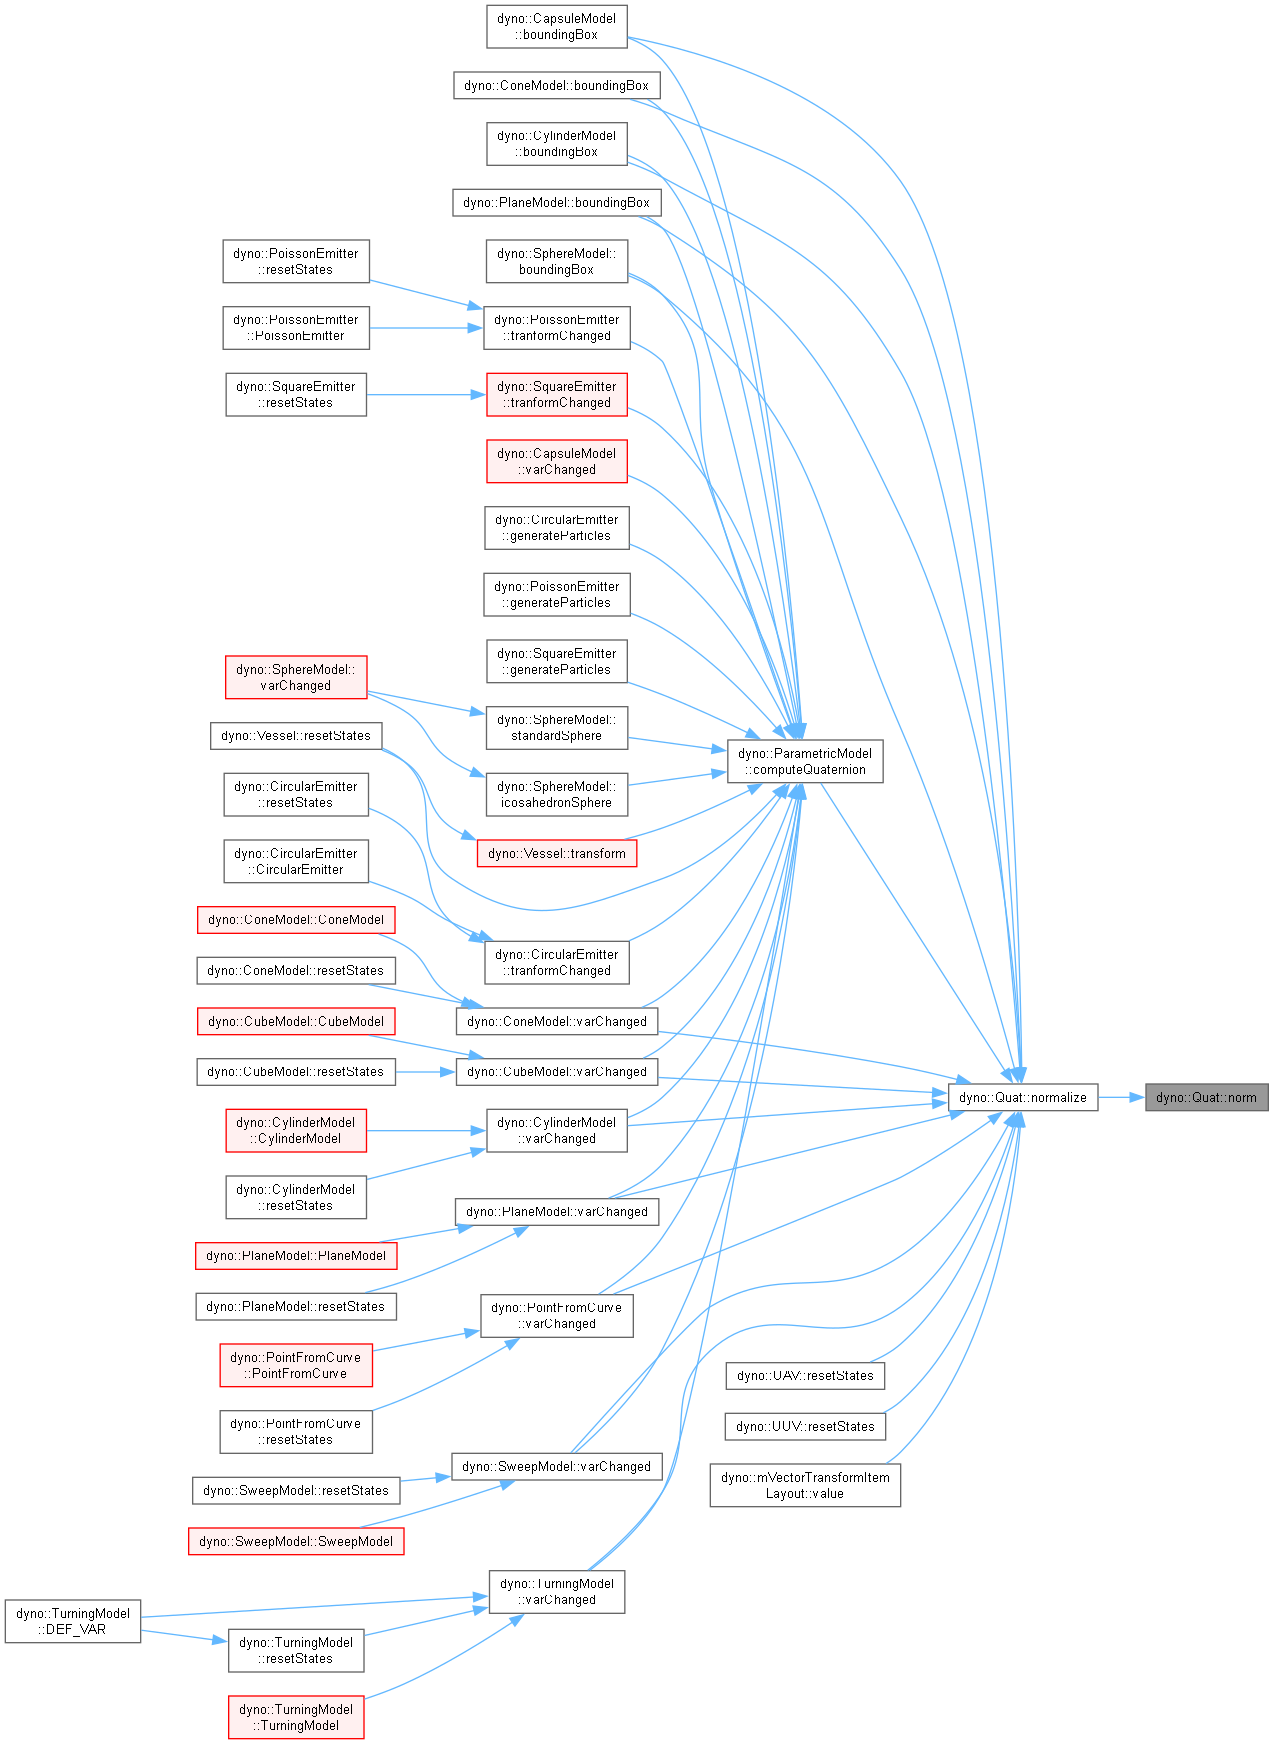 dyno::CapsuleModel
::boundingBox
dyno::ConeModel::boundingBox
dyno::CylinderModel
::boundingBox
dyno::PlaneModel::boundingBox
dyno::SphereModel::
boundingBox
dyno::PoissonEmitter
::resetStates
dyno::PoissonEmitter
::PoissonEmitter
dyno::PoissonEmitter
::tranformChanged
dyno::SquareEmitter
::resetStates
dyno::SquareEmitter
::tranformChanged
dyno::CapsuleModel
::varChanged
dyno::CircularEmitter
::generateParticles
dyno::PoissonEmitter
::generateParticles
dyno::SquareEmitter
::generateParticles
dyno::SphereModel::
varChanged
dyno::SphereModel::
standardSphere
dyno::Vessel::resetStates
dyno::ParametricModel
::computeQuaternion
dyno::CircularEmitter
::resetStates
dyno::SphereModel::
icosahedronSphere
dyno::Vessel::transform
dyno::CircularEmitter
::CircularEmitter
dyno::ConeModel::ConeModel
dyno::CircularEmitter
::tranformChanged
dyno::ConeModel::resetStates
dyno::ConeModel::varChanged
dyno::CubeModel::CubeModel
dyno::CubeModel::resetStates
dyno::CubeModel::varChanged
dyno::Quat::normalize
dyno::Quat::norm
dyno::CylinderModel
::CylinderModel
dyno::CylinderModel
::varChanged
dyno::CylinderModel
::resetStates
dyno::PlaneModel::varChanged
dyno::PlaneModel::PlaneModel
dyno::PlaneModel::resetStates
dyno::PointFromCurve
::varChanged
dyno::PointFromCurve
::PointFromCurve
dyno::UAV::resetStates
dyno::PointFromCurve
::resetStates
dyno::UUV::resetStates
dyno::SweepModel::varChanged
dyno::mVectorTransformItem
Layout::value
dyno::SweepModel::resetStates
dyno::SweepModel::SweepModel
dyno::TurningModel
::varChanged
dyno::TurningModel
::DEF_VAR
dyno::TurningModel
::resetStates
dyno::TurningModel
::TurningModel